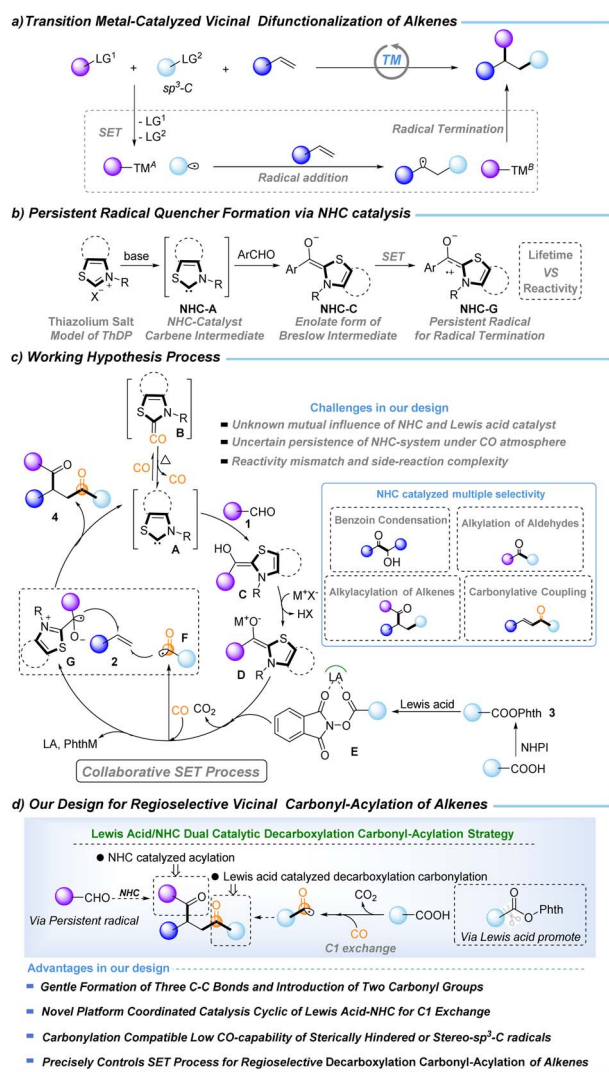 a)Transition Metal-Catalyzed Vicinal Difunctionalization of Alkenes
LG¹ + LG² + TM
sp³-C
SET - LG¹
- LG²
Radical Termination
TMᴬ Radical addition TMᴮ
b) Persistent Radical Quencher Formation via NHC catalysis
S N⁺ R X⁻ base S N R ArCHO O⁻ Ar S N R SET O⁻ Ar S N R
Lifetime
VS
Reactivity
NHC-A NHC-C NHC-G
Thiazolium Salt
Model of ThDP
NHC-Catalyst
Carbene Intermediate
Enolate form of
Breslow Intermediate
Persistent Radical
for Radical Termination
c) Working Hypothesis Process
S N R CO B
CO △ CO
S N R A
O O 4
CHO 1
HO S N R C
M⁺X⁻
HX
M⁺O⁻ S N R D
R N⁺ S O⁻ G 2 O F
CO CO₂
LA, PhthM
Collaborative SET Process
LA
O N O O O E
Lewis acid
COOPhth 3
NHPI
COOH
Challenges in our design
Unknown mutual influence of NHC and Lewis acid catalyst
Uncertain persistence of NHC-system under CO atmosphere
Reactivity mismatch and side-reaction complexity
NHC catalyzed multiple selectivity
Benzoin Condensation
O OH
Alkylation of Aldehydes
O
Alkylacylation of Alkenes
O
Carbonylative Coupling
O
d) Our Design for Regioselective Vicinal Carbonyl-Acylation of Alkenes
Lewis Acid/NHC Dual Catalytic Decarboxylation Carbonyl-Acylation Strategy
NHC catalyzed acylation
Lewis acid catalyzed decarboxylation carbonylation
CHO NHC O O O CO₂ COOH O O Phth
Via Persistent radical
CO
C1 exchange
Via Lewis acid promote
Advantages in our design
Gentle Formation of Three C-C Bonds and Introduction of Two Carbonyl Groups
Novel Platform Coordinated Catalysis Cyclic of Lewis Acid-NHC for C1 Exchange
Carbonylation Compatible Low CO-capability of Sterically Hindered or Stereo-sp³-C radicals
Precisely Controls SET Process for Regioselective Decarboxylation Carbonyl-Acylation of Alkenes